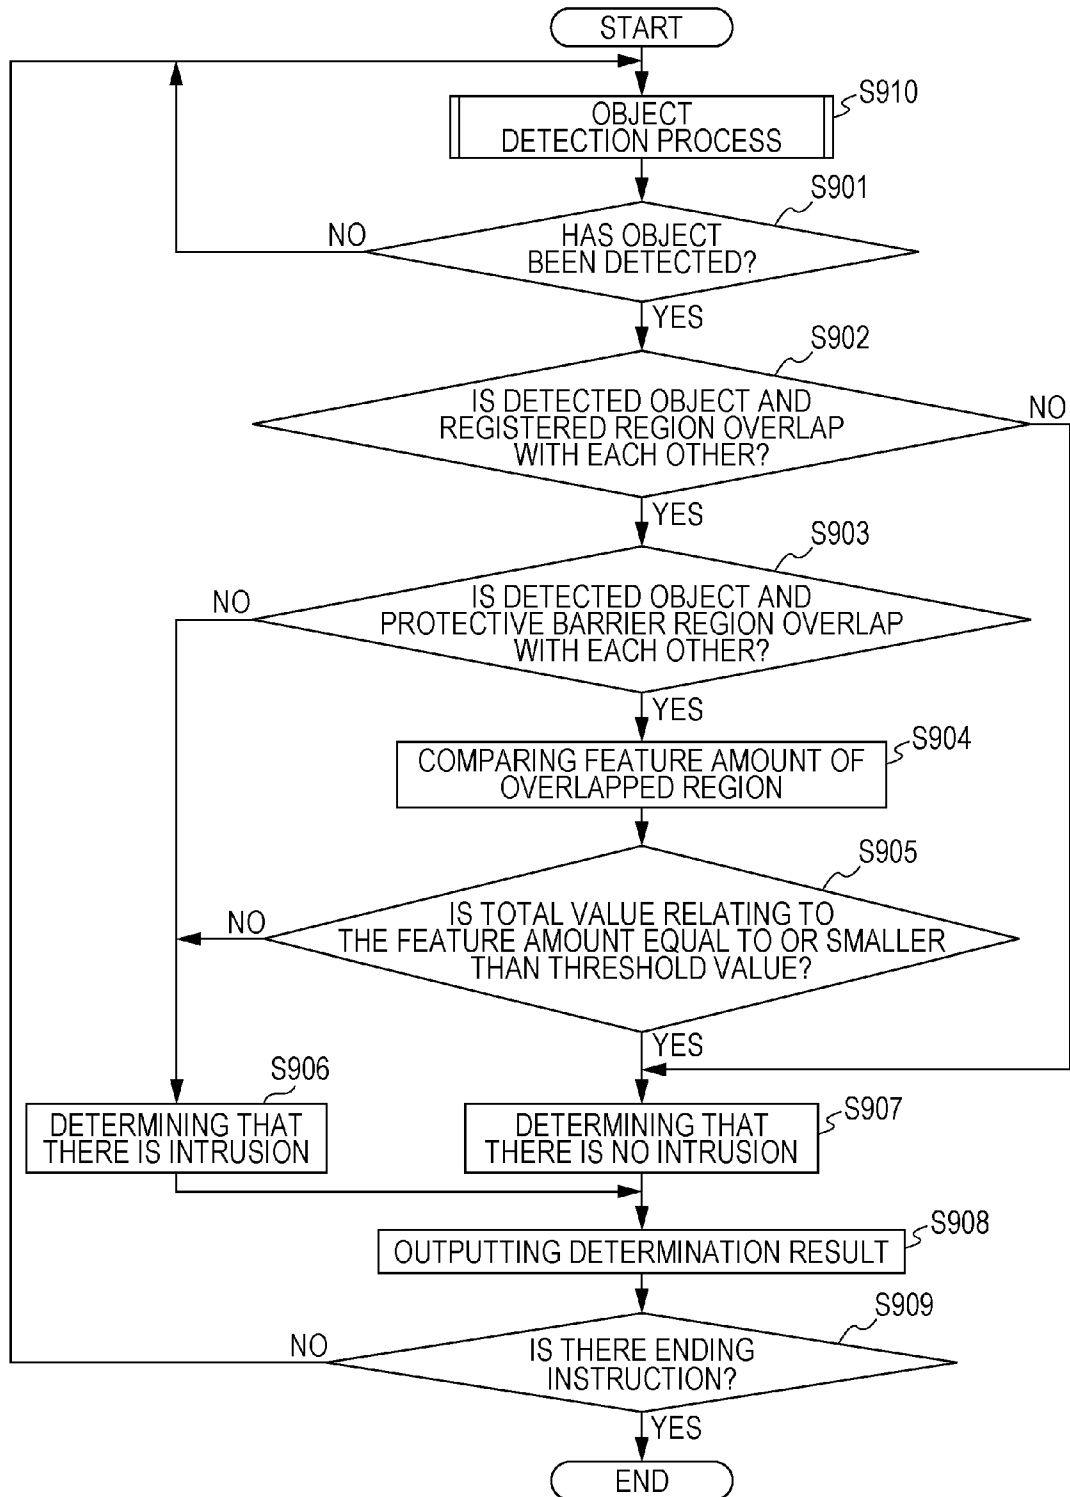 START
S910
OBJECT
DETECTION PROCESS
S901
NO
HAS OBJECT
BEEN DETECTED?
YES
S902
IS DETECTED OBJECT AND
REGISTERED REGION OVERLAP
WITH EACH OTHER?
NO
YES
S903
NO
IS DETECTED OBJECT AND
PROTECTIVE BARRIER REGION OVERLAP
WITH EACH OTHER?
YES
S904
COMPARING FEATURE AMOUNT OF
OVERLAPPED REGION
S905
NO
IS TOTAL VALUE RELATING TO
THE FEATURE AMOUNT EQUAL TO OR SMALLER
THAN THRESHOLD VALUE?
YES
S906
DETERMINING THAT
THERE IS INTRUSION
S907
DETERMINING THAT
THERE IS NO INTRUSION
S908
OUTPUTTING DETERMINATION RESULT
S909
NO
IS THERE ENDING
INSTRUCTION?
YES
END